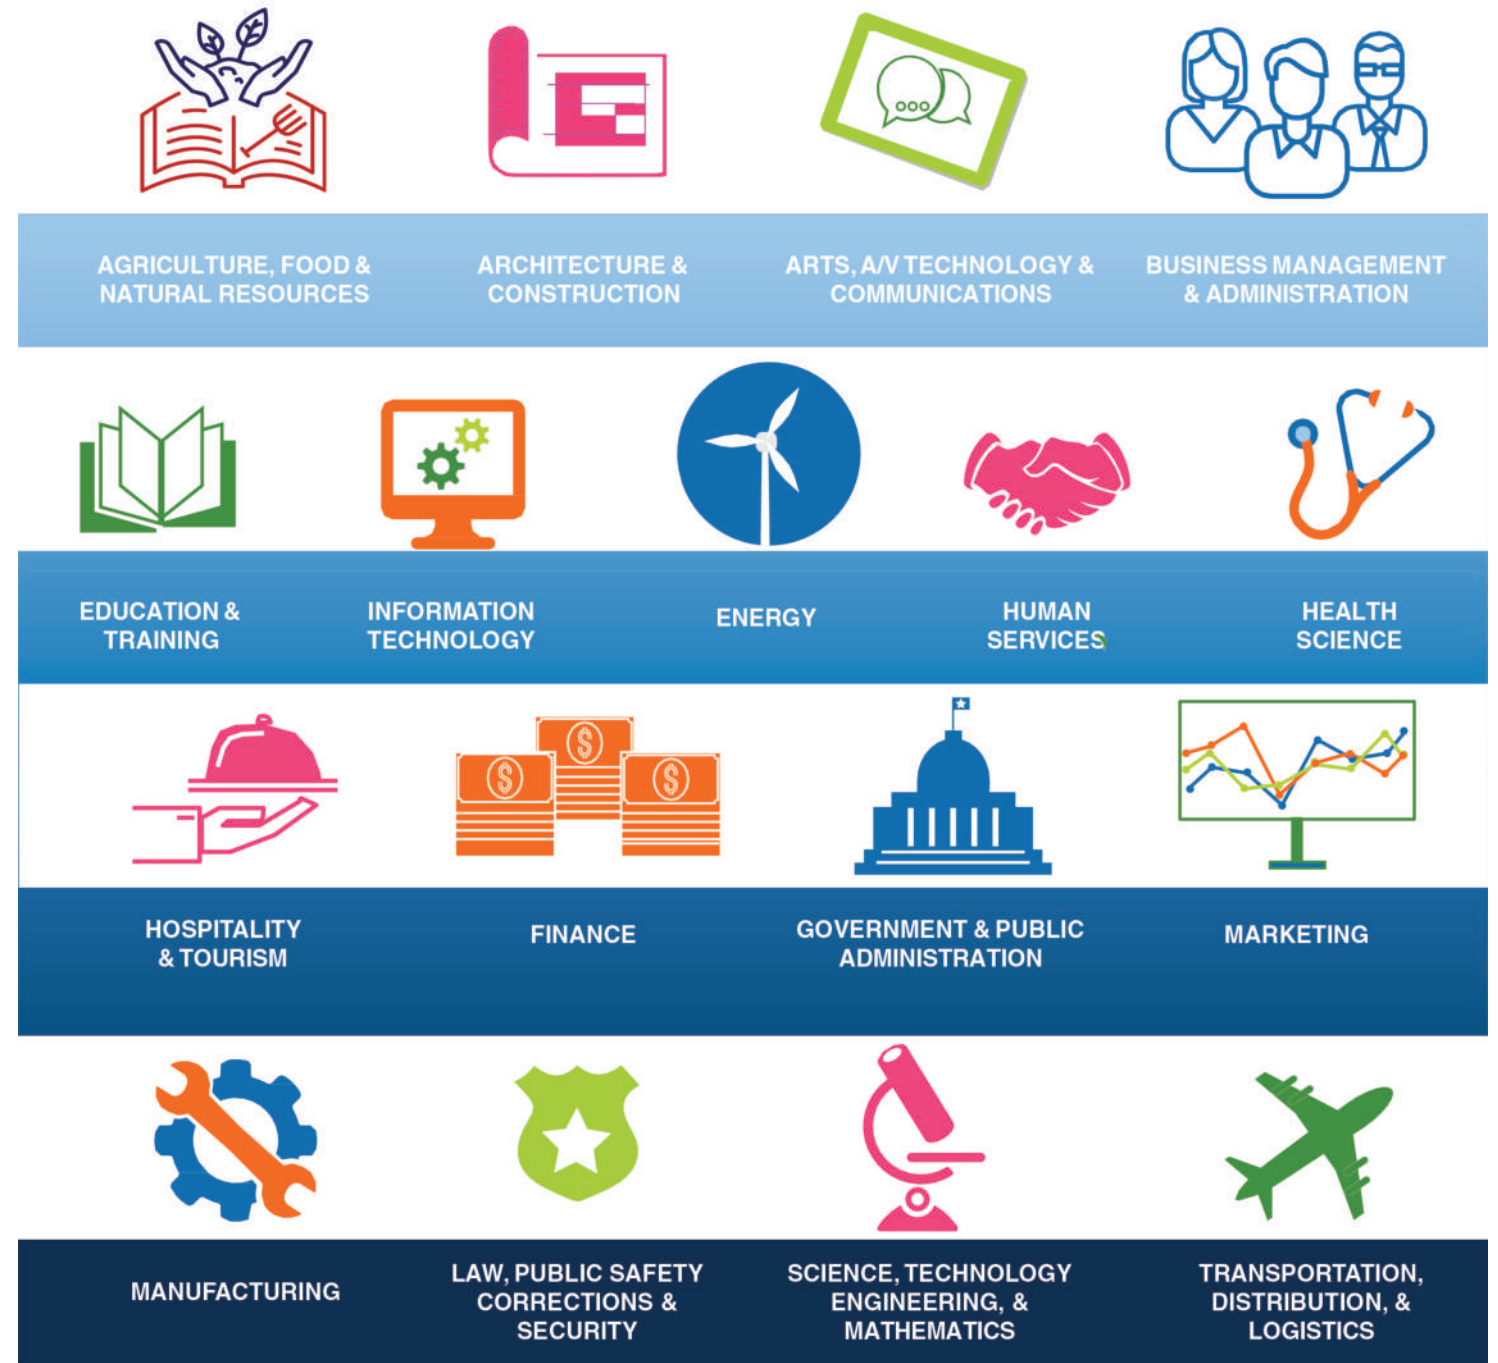 AGRICULTURE, FOOD &
NATURAL RESOURCES
ARCHITECTURE &
CONSTRUCTION
ARTS, A/V TECHNOLOGY &
COMMUNICATIONS
BUSINESS MANAGEMENT
& ADMINISTRATION
EDUCATION &
TRAINING
INFORMATION
TECHNOLOGY
ENERGY
HUMAN
SERVICES
HEALTH
SCIENCE
$
$
$
HOSPITALITY
& TOURISM
FINANCE
GOVERNMENT & PUBLIC
ADMINISTRATION
MARKETING
MANUFACTURING
LAW, PUBLIC SAFETY
CORRECTIONS &
SECURITY
SCIENCE, TECHNOLOGY
ENGINEERING, &
MATHEMATICS
TRANSPORTATION,
DISTRIBUTION, &
LOGISTICS